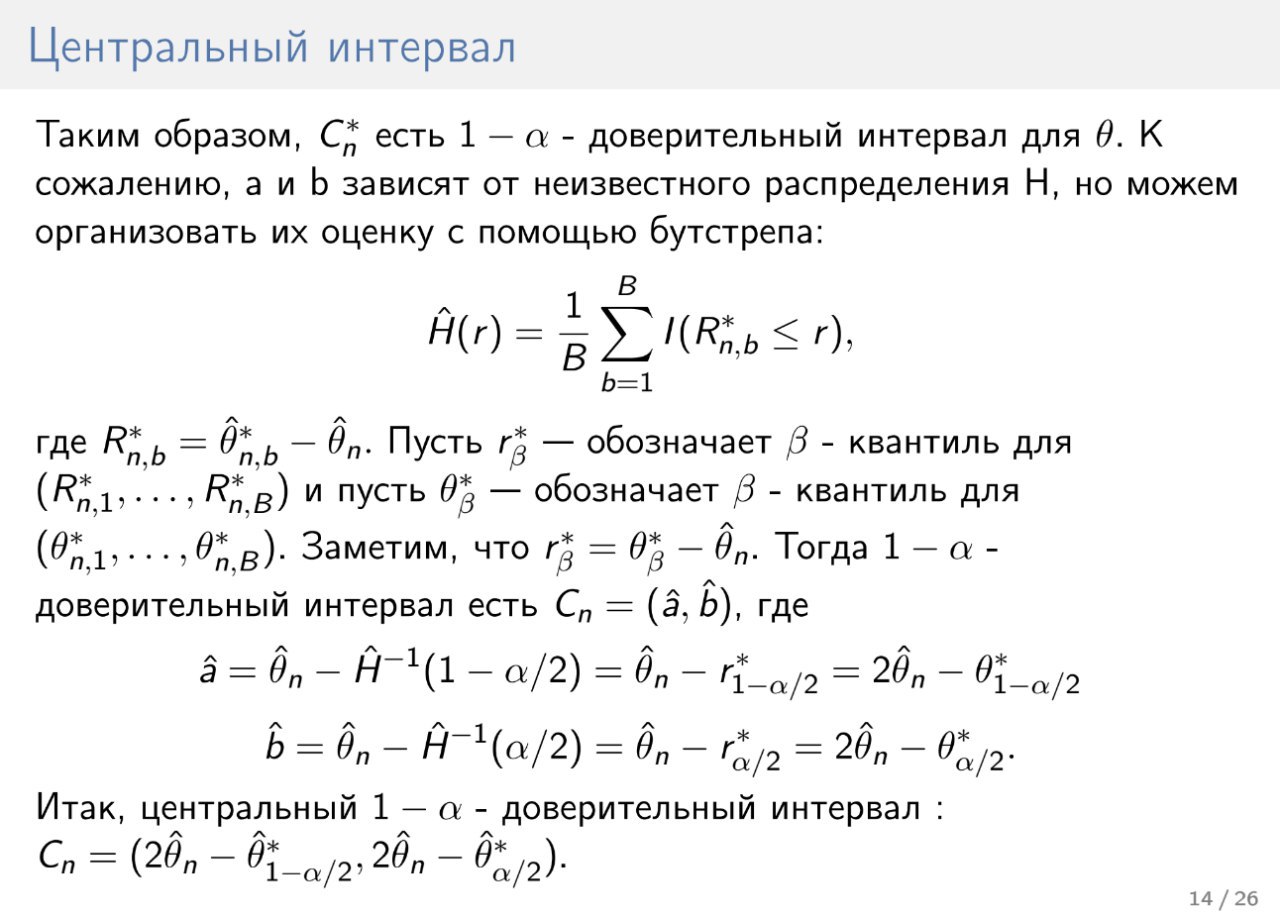 Центральный интервал
Таким образом, $C_n^*$ есть $1 - \alpha$ - доверительный интервал для $\theta$. К
сожалению, a и b зависят от неизвестного распределения H, но можем
организовать их оценку с помощью бутстрепа:
$\hat{H}(r) = \frac{1}{B} \sum_{b=1}^{B} I(R_{n,b}^* \leq r),$
где $R_{n,b}^* = \hat{\theta}_{n,b}^* - \hat{\theta}_n$. Пусть $r_\beta^*$ — обозначает $\beta$ - квантиль для
$(R_{n,1}^*, \ldots, R_{n,B}^*)$ и пусть $\theta_\beta^*$ — обозначает $\beta$ - квантиль для
$(\theta_{n,1}^*, \ldots, \theta_{n,B}^*)$. Заметим, что $r_\beta^* = \theta_\beta^* - \hat{\theta}_n$. Тогда $1 - \alpha$ -
доверительный интервал есть $C_n = (\hat{a}, \hat{b})$, где
$\hat{a} = \hat{\theta}_n - \hat{H}^{-1}(1 - \alpha/2) = \hat{\theta}_n - r_{1-\alpha/2}^* = 2\hat{\theta}_n - \theta_{1-\alpha/2}^*$
$\hat{b} = \hat{\theta}_n - \hat{H}^{-1}(\alpha/2) = \hat{\theta}_n - r_{\alpha/2}^* = 2\hat{\theta}_n - \theta_{\alpha/2}^*.$
Итак, центральный $1 - \alpha$ - доверительный интервал :
$C_n = (2\hat{\theta}_n - \hat{\theta}_{1-\alpha/2}^*, 2\hat{\theta}_n - \hat{\theta}_{\alpha/2}^*).$
14 / 26